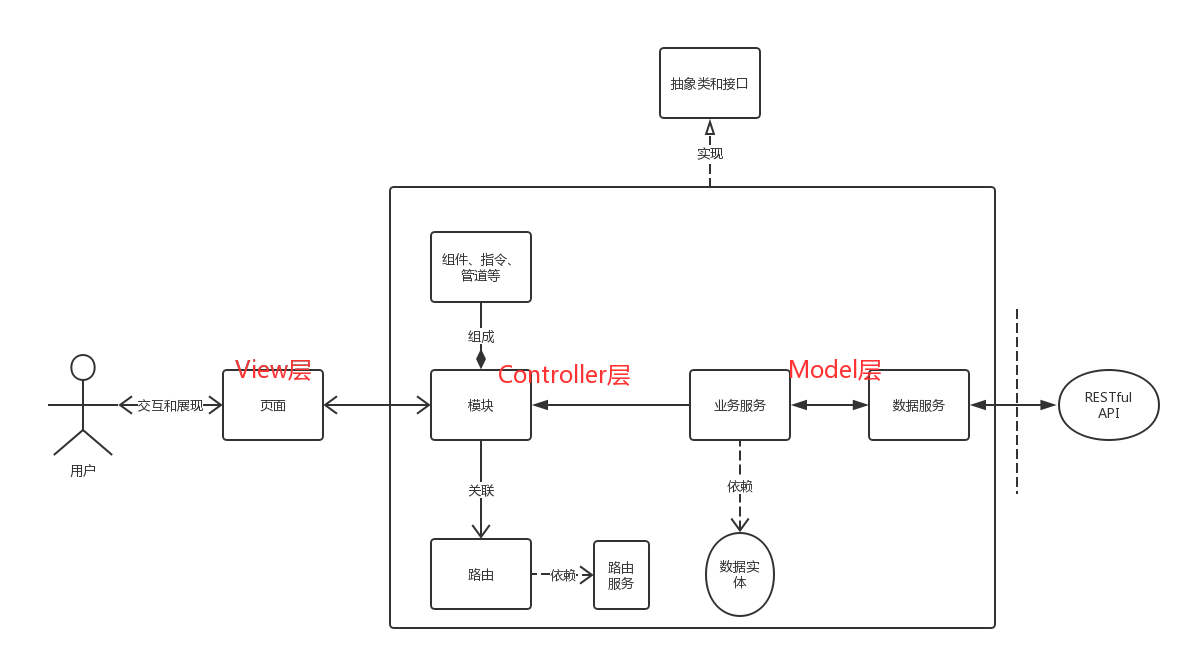 抽象类和接口
实现
组件、指令、
管道等
组成
View层
Controller层
Model层
交互和展现
页面
模块
业务服务
数据服务
RESTful
API
用户
关联
依赖
路由
依赖
路由
服务
数据实
体